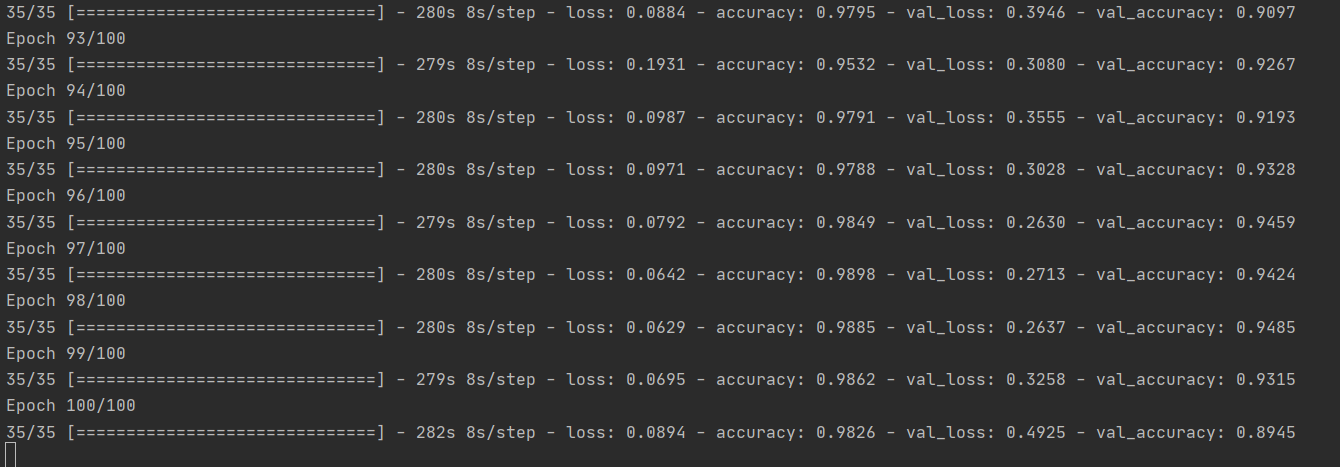 35/35 [==============================] - 280s 8s/step - loss: 0.0884 - accuracy: 0.9795 - val_loss: 0.3946 - val_accuracy: 0.9097
Epoch 93/100
35/35 [==============================] - 279s 8s/step - loss: 0.1931 - accuracy: 0.9532 - val_loss: 0.3080 - val_accuracy: 0.9267
Epoch 94/100
35/35 [==============================] - 280s 8s/step - loss: 0.0987 - accuracy: 0.9791 - val_loss: 0.3555 - val_accuracy: 0.9193
Epoch 95/100
35/35 [==============================] - 280s 8s/step - loss: 0.0971 - accuracy: 0.9788 - val_loss: 0.3028 - val_accuracy: 0.9328
Epoch 96/100
35/35 [==============================] - 279s 8s/step - loss: 0.0792 - accuracy: 0.9849 - val_loss: 0.2630 - val_accuracy: 0.9459
Epoch 97/100
35/35 [==============================] - 280s 8s/step - loss: 0.0642 - accuracy: 0.9898 - val_loss: 0.2713 - val_accuracy: 0.9424
Epoch 98/100
35/35 [==============================] - 280s 8s/step - loss: 0.0629 - accuracy: 0.9885 - val_loss: 0.2637 - val_accuracy: 0.9485
Epoch 99/100
35/35 [==============================] - 279s 8s/step - loss: 0.0695 - accuracy: 0.9862 - val_loss: 0.3258 - val_accuracy: 0.9315
Epoch 100/100
35/35 [==============================] - 282s 8s/step - loss: 0.0894 - accuracy: 0.9826 - val_loss: 0.4925 - val_accuracy: 0.8945